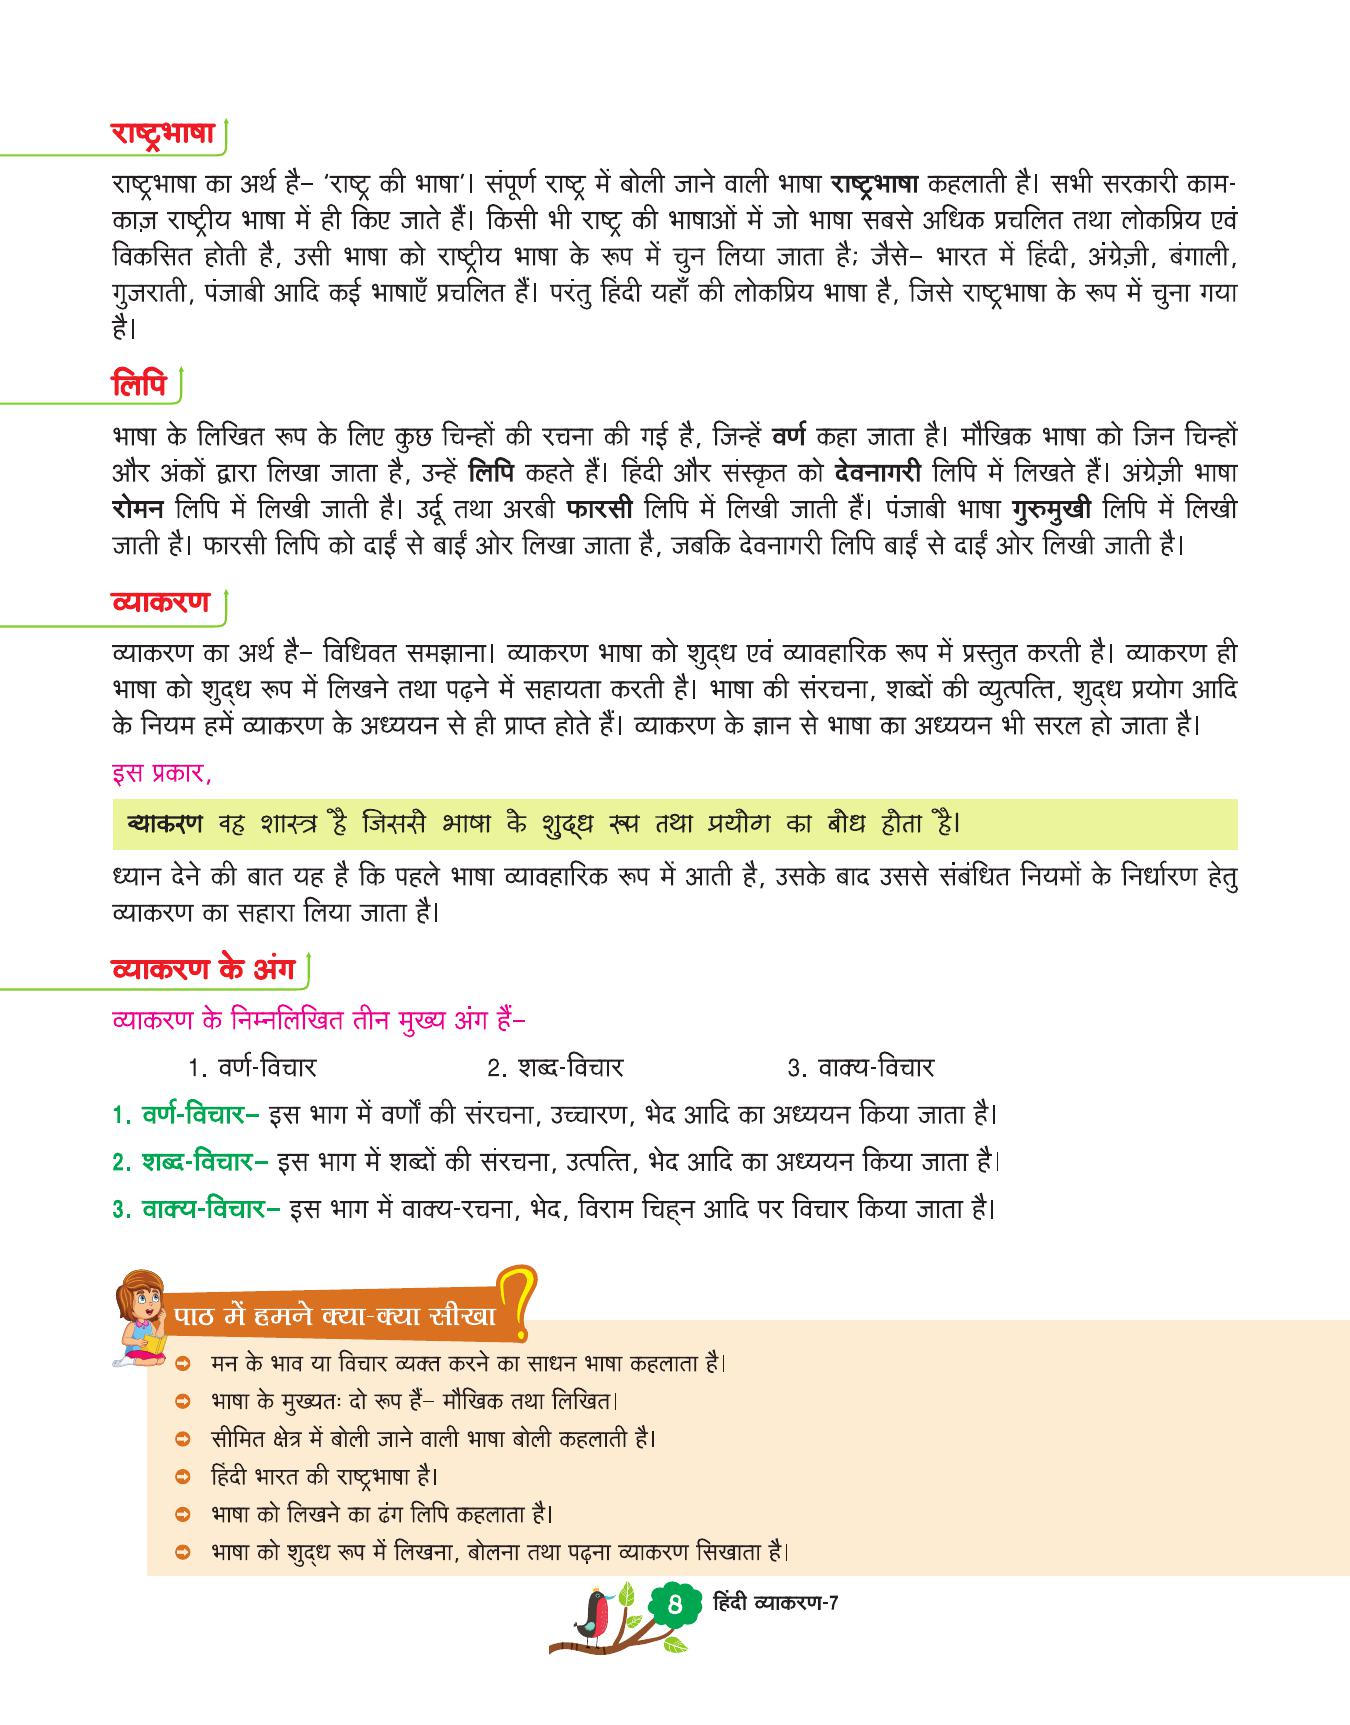 राष्ट्रभाषा
राष्ट्रभाषा का अर्थ है– ‘राष्ट्र की भाषा’। संपूर्ण राष्ट्र में बोली जाने वाली भाषा राष्ट्रभाषा कहलाती है। सभी सरकारी काम-
काज़ राष्ट्रीय भाषा में ही किए जाते हैं। किसी भी राष्ट्र की भाषाओं में जो भाषा सबसे अधिक प्रचलित तथा लोकप्रिय एवं
विकसित होती है, उसी भाषा को राष्ट्रीय भाषा के रूप में चुन लिया जाता है; जैसे– भारत में हिंदी, अंग्रेज़ी, बंगाली,
गुजराती, पंजाबी आदि कई भाषाएँ प्रचलित हैं। परंतु हिंदी यहाँ की लोकप्रिय भाषा है, जिसे राष्ट्रभाषा के रूप में चुना गया
है।
लिपि
भाषा के लिखित रूप के लिए कुछ चिन्हों की रचना की गई है, जिन्हें वर्ण कहा जाता है। मौखिक भाषा को जिन चिन्हों
और अंकों द्वारा लिखा जाता है, उन्हें लिपि कहते हैं। हिंदी और संस्कृत को देवनागरी लिपि में लिखते हैं। अंग्रेज़ी भाषा
रोमन लिपि में लिखी जाती है। उर्दू तथा अरबी फारसी लिपि में लिखी जाती हैं। पंजाबी भाषा गुरुमुखी लिपि में लिखी
जाती है। फारसी लिपि को दाईं से बाईं ओर लिखा जाता है, जबकि देवनागरी लिपि बाईं से दाईं ओर लिखी जाती है।
व्याकरण
व्याकरण का अर्थ है– विधिवत समझाना। व्याकरण भाषा को शुद्ध एवं व्यावहारिक रूप में प्रस्तुत करती है। व्याकरण ही
भाषा को शुद्ध रूप में लिखने तथा पढ़ने में सहायता करती है। भाषा की संरचना, शब्दों की व्युत्पत्ति, शुद्ध प्रयोग आदि
के नियम हमें व्याकरण के अध्ययन से ही प्राप्त होते हैं। व्याकरण के ज्ञान से भाषा का अध्ययन भी सरल हो जाता है।
इस प्रकार,
व्याकरण वह शास्त्र है जिससे भाषा के शुद्ध रूप तथा प्रयोग का बोध होता है।
ध्यान देने की बात यह है कि पहले भाषा व्यावहारिक रूप में आती है, उसके बाद उससे संबंधित नियमों के निर्धारण हेतु
व्याकरण का सहारा लिया जाता है।
व्याकरण के अंग
व्याकरण के निम्नलिखित तीन मुख्य अंग हैं–
1. वर्ण-विचार 2. शब्द-विचार 3. वाक्य-विचार
1. वर्ण-विचार– इस भाग में वर्णों की संरचना, उच्चारण, भेद आदि का अध्ययन किया जाता है।
2. शब्द-विचार– इस भाग में शब्दों की संरचना, उत्पत्ति, भेद आदि का अध्ययन किया जाता है।
3. वाक्य-विचार– इस भाग में वाक्य-रचना, भेद, विराम चिह्न आदि पर विचार किया जाता है।
पाठ में हमने क्या-क्या सीखा ?
मन के भाव या विचार व्यक्त करने का साधन भाषा कहलाता है।
भाषा के मुख्यतः दो रूप हैं– मौखिक तथा लिखित।
सीमित क्षेत्र में बोली जाने वाली भाषा बोली कहलाती है।
हिंदी भारत की राष्ट्रभाषा है।
भाषा को लिखने का ढंग लिपि कहलाता है।
भाषा को शुद्ध रूप में लिखना, बोलना तथा पढ़ना व्याकरण सिखाता है।
8 हिंदी व्याकरण-7